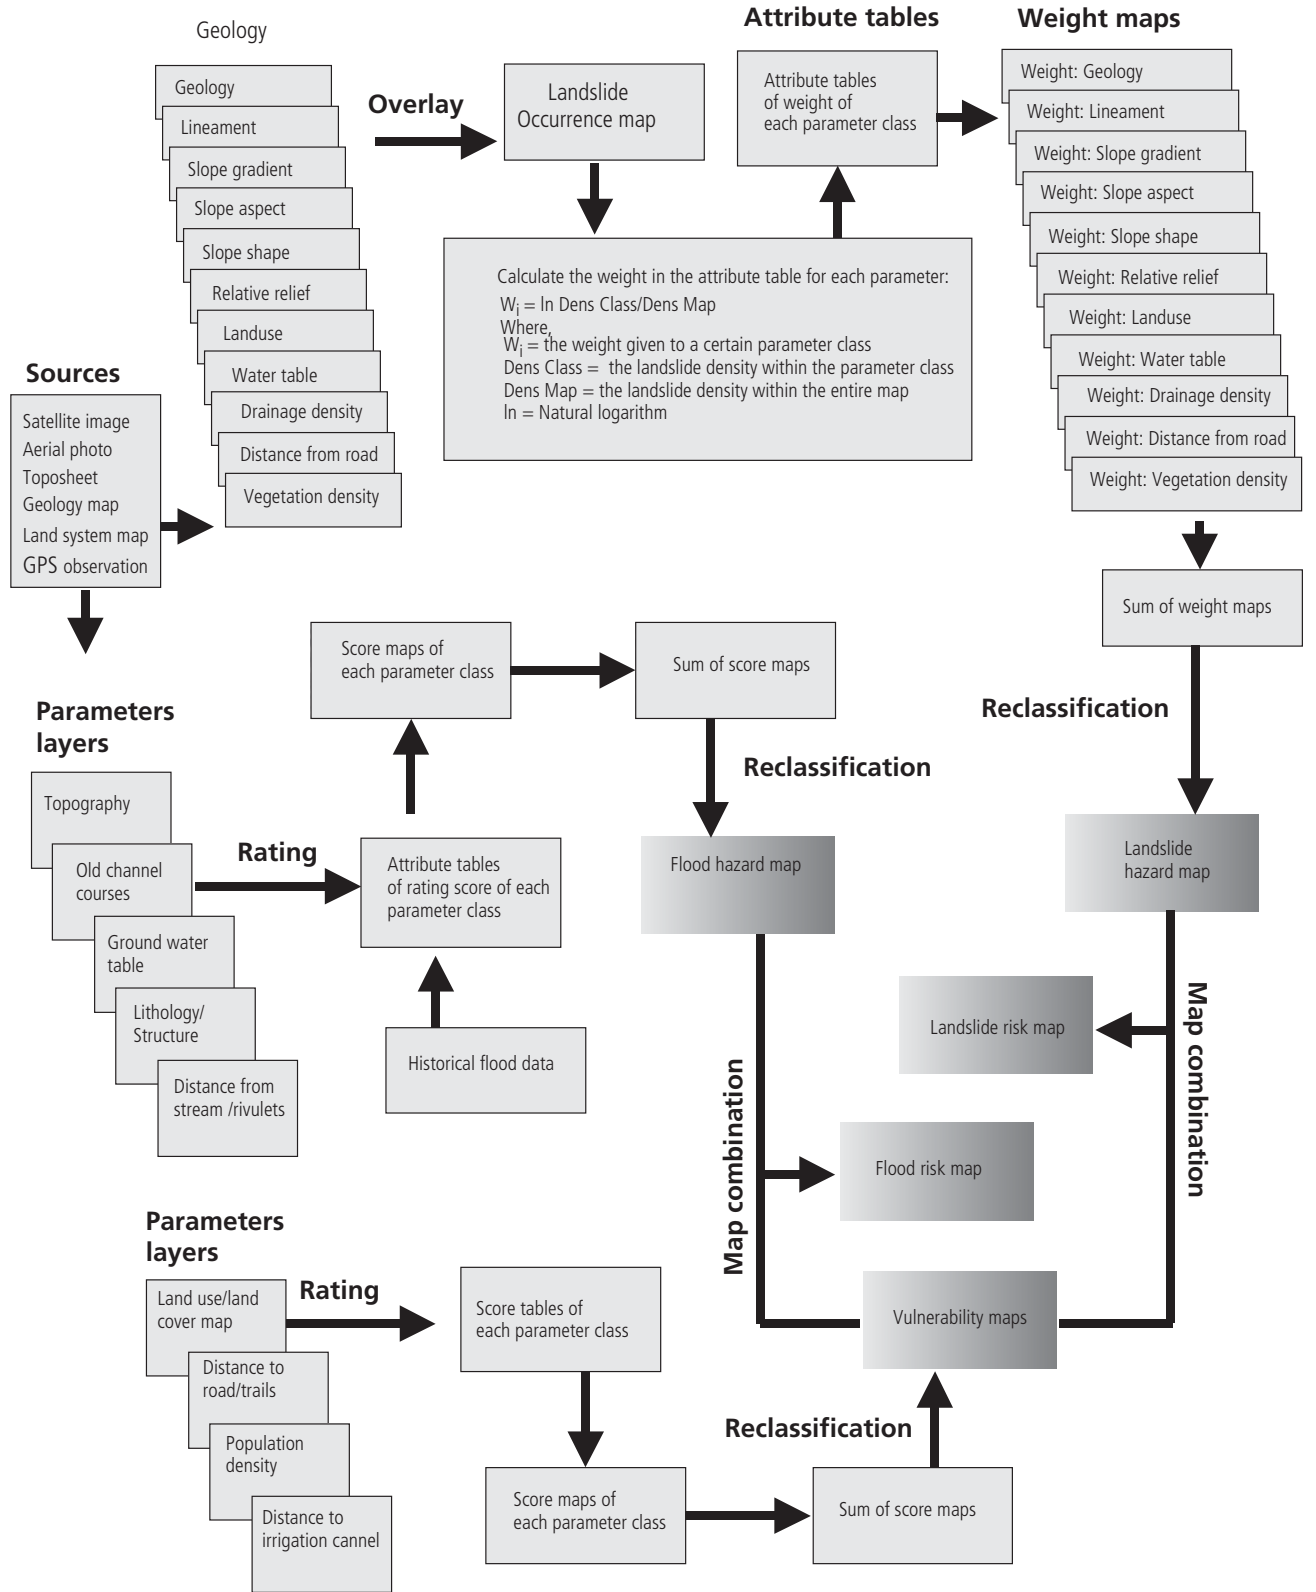 Geology
Geology
Lineament
Slope gradient
Slope aspect
Slope shape
Relative relief
Landuse
Water table
Drainage density
Distance from road
Vegetation density
Overlay
Landslide
Occurrence map
Attribute tables
Attribute tables
of weight of
each parameter class
Weight maps
Weight: Geology
Weight: Lineament
Weight: Slope gradient
Weight: Slope aspect
Weight: Slope shape
Weight: Relative relief
Weight: Landuse
Weight: Water table
Weight: Drainage density
Weight: Distance from road
Weight: Vegetation density
Calculate the weight in the attribute table for each parameter:
Wi = ln Dens Class/Dens Map
Where,
Wi = the weight given to a certain parameter class
Dens Class = the landslide density within the parameter class
Dens Map = the landslide density within the entire map
ln = Natural logarithm
Sources
Satellite image
Aerial photo
Toposheet
Geology map
Land system map
GPS observation
Sum of weight maps
Reclassification
Score maps of
each parameter class
Sum of score maps
Reclassification
Parameters
layers
Topography
Old channel
courses
Ground water
table
Lithology/
Structure
Distance from
stream /rivulets
Rating
Attribute tables
of rating score of each
parameter class
Historical flood data
Flood hazard map
Landslide
hazard map
Landslide risk map
Map combination
Map combination
Flood risk map
Vulnerability maps
Parameters
layers
Land use/land
cover map
Distance to
road/trails
Population
density
Distance to
irrigation cannel
Rating
Score tables of
each parameter class
Reclassification
Score maps of
each parameter class
Sum of score maps